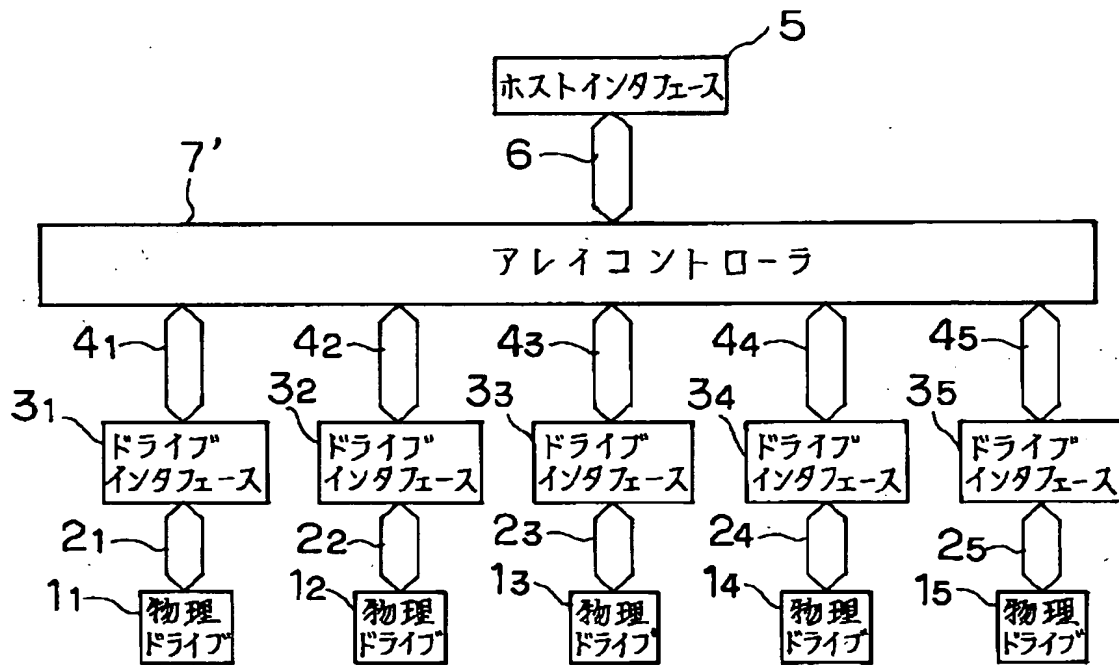 5
ホストインタフェース
6
7'
アレイコントローラ
41 42 43 44 45
31 32 33 34 35
ドライブ ドライブ ドライブ ドライブ ドライブ
インタフェース インタフェース インタフェース インタフェース インタフェース
21 22 23 24 25
11 12 13 14 15
物理 物理 物理 物理 物理
ドライブ ドライブ ドライブ ドライブ ドライブ